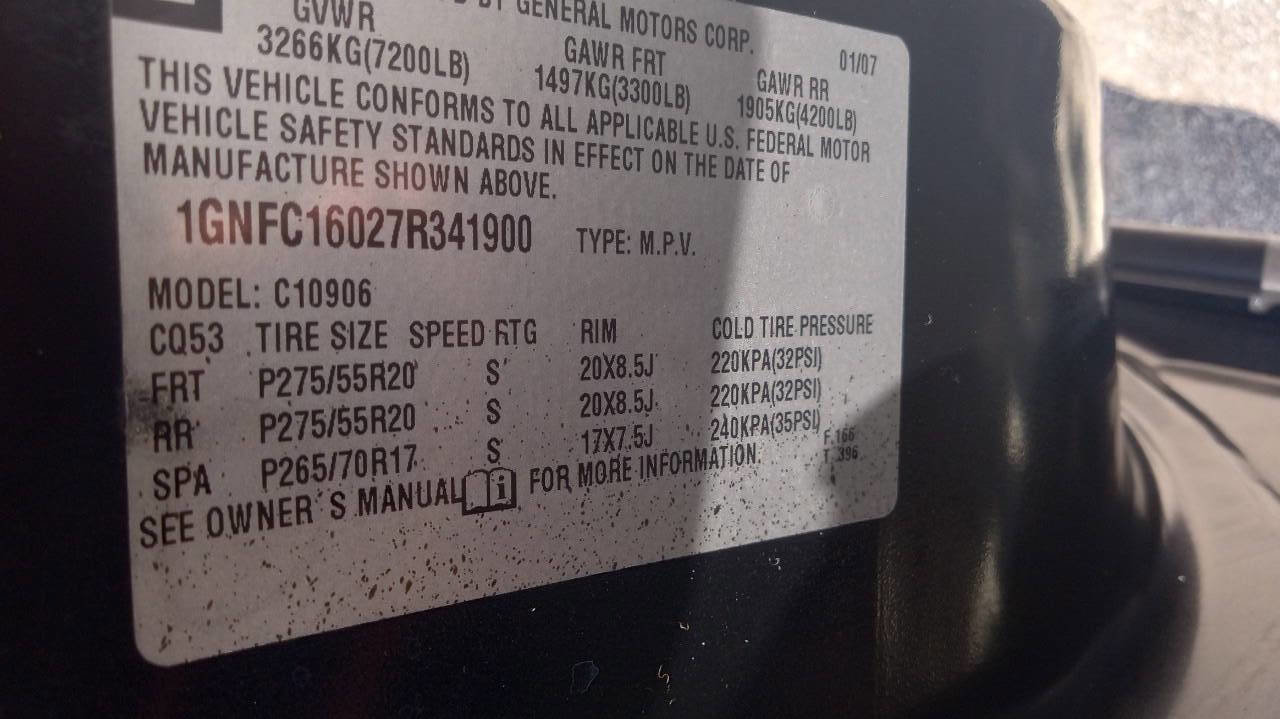 BY GENERAL MOTORS CORP.
01/07
GVWR GAWR FRT GAWR RR
3266KG(7200LB) 1497KG(3300LB) 1905KG(4200LB)
THIS VEHICLE CONFORMS TO ALL APPLICABLE U.S. FEDERAL MOTOR
VEHICLE SAFETY STANDARDS IN EFFECT ON THE DATE OF
MANUFACTURE SHOWN ABOVE.
1GNFC16027R341900 TYPE: M.P.V.
MODEL: C10906
CQ53 TIRE SIZE SPEED RTG RIM COLD TIRE PRESSURE
FRT P275/55R20 S 20X8.5J 220KPA(32PSI)
RR P275/55R20 S 20X8.5J 220KPA(32PSI)
SPA P265/70R17 S 17X7.5J 240KPA(35PSI)
SEE OWNER'S MANUAL i FOR MORE INFORMATION.
F.166
T. 396